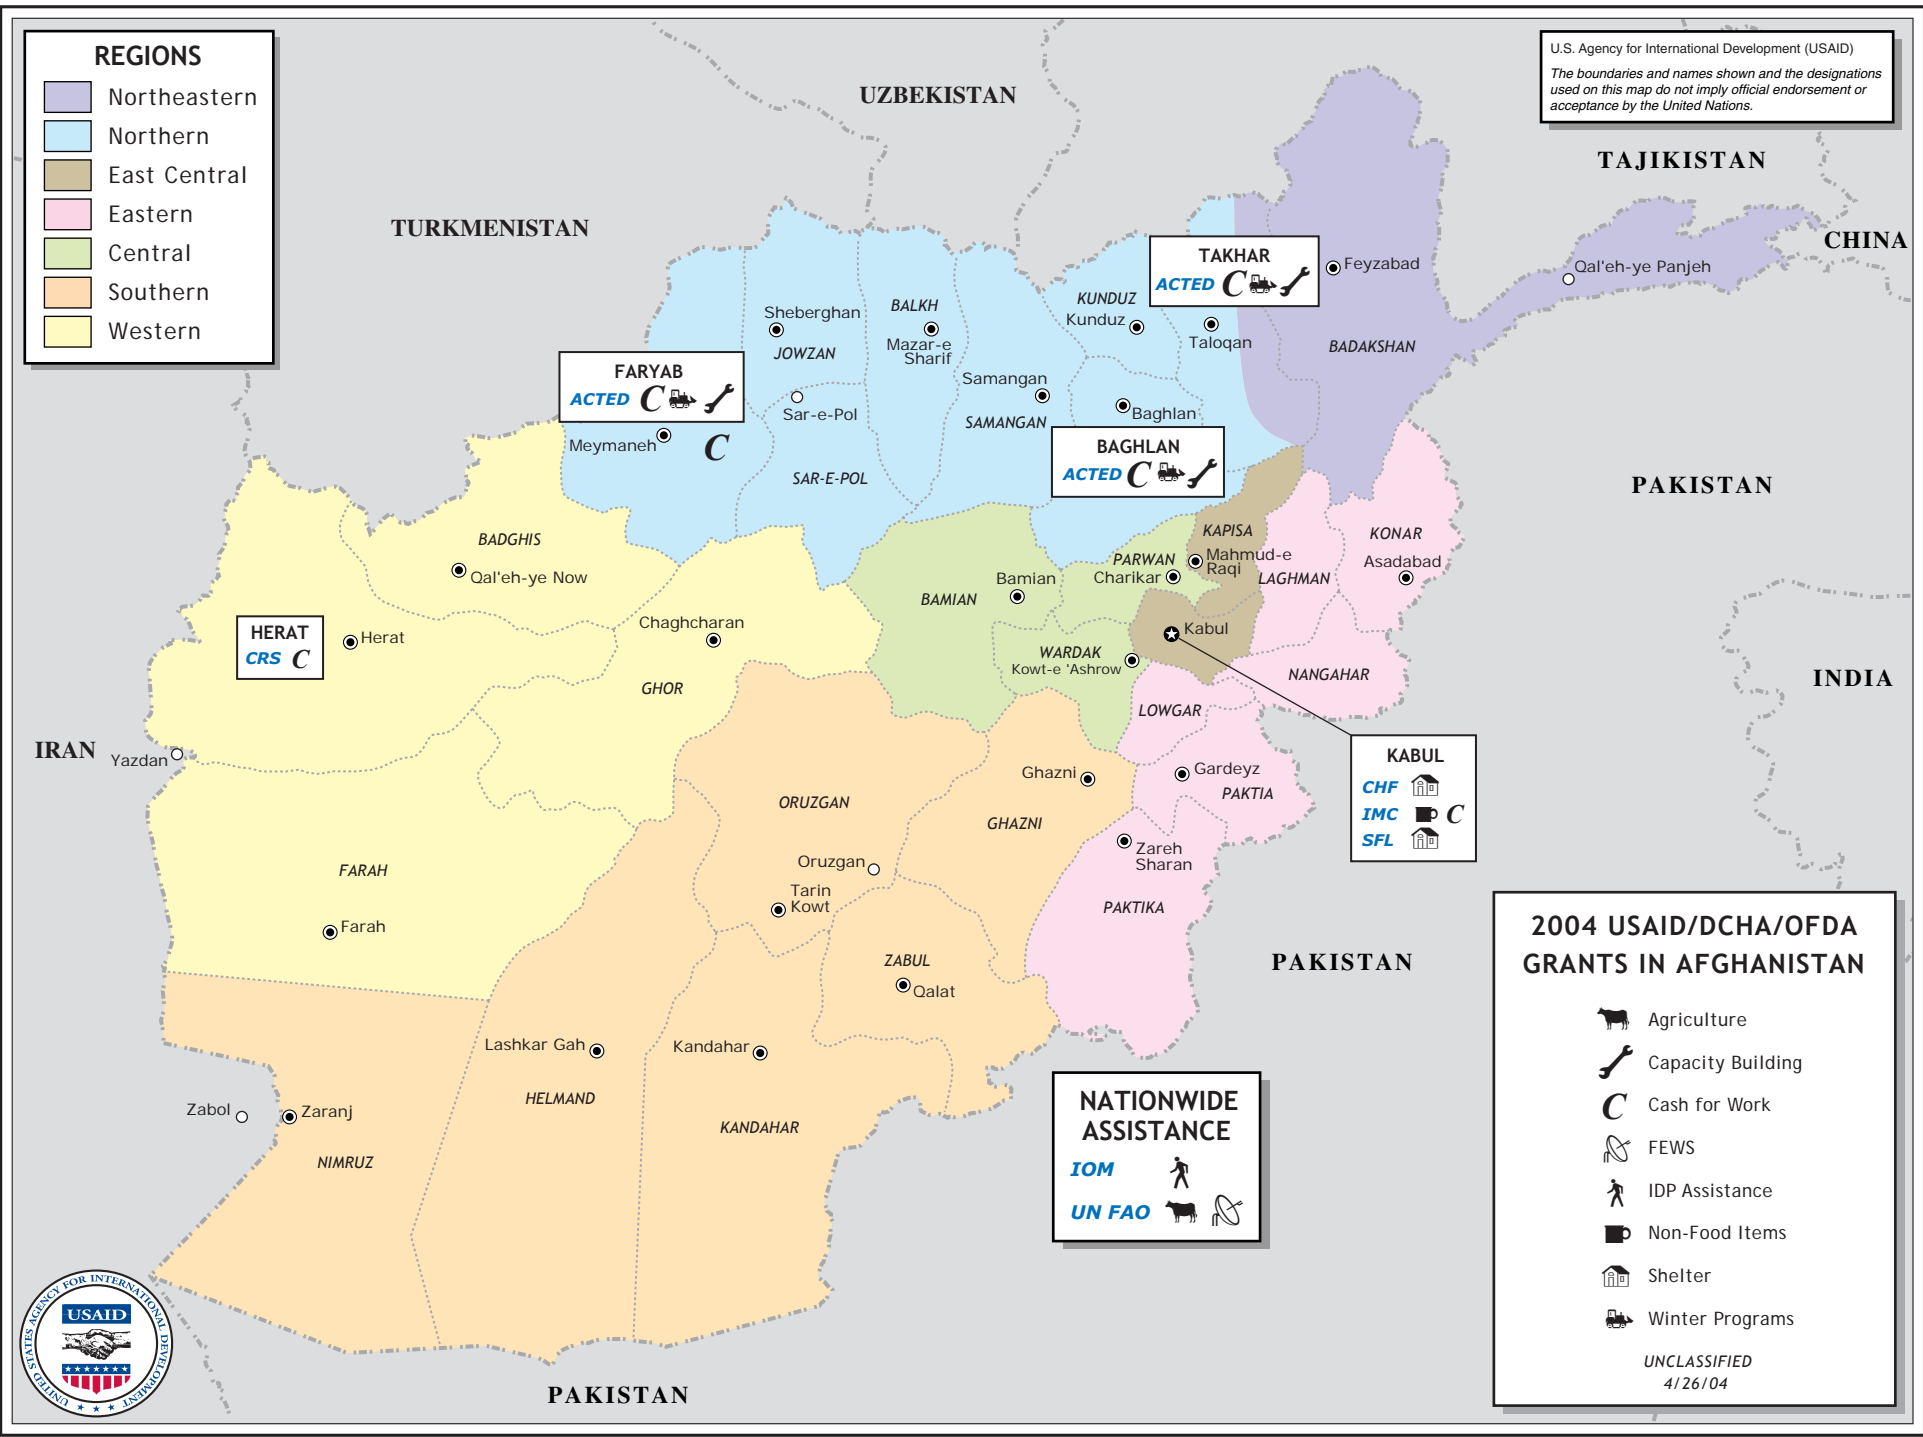 REGIONS
Northeastern
Northern
East Central
Eastern
Central
Southern
Western
U.S. Agency for International Development (USAID)
The boundaries and names shown and the designations
used on this map do not imply official endorsement or
acceptance by the United Nations.
UZBEKISTAN
TAJIKISTAN
TURKMENISTAN
CHINA
TAKHAR
ACTED C
Feyzabad
Qal'eh-ye Panjeh
KUNDUZ
Kunduz
Taloqan
BADAKSHAN
Sheberghan
JOWZAN
BALKH
Mazar-e
Sharif
FARYAB
ACTED C
Meymaneh
C
Sar-e-Pol
SAR-E-POL
Samangan
SAMANGAN
Baghlan
BAGHLAN
ACTED C
PAKISTAN
BADGHIS
Qal'eh-ye Now
KAPISA
Mahmud-e
Raqi
PARWAN
Charikar
LAGHMAN
KONAR
Asadabad
Bamian
BAMIAN
HERAT
CRS C
Herat
Chaghcharan
GHOR
Kabul
WARDAK
Kowt-e 'Ashrow
NANGAHAR
INDIA
LOWGAR
IRAN
Yazdan
KABUL
CHF
IMC C
SFL
Ghazni
GHAZNI
Gardeyz
PAKTIA
ORUZGAN
Oruzgan
Tarin
Kowt
Zareh
Sharan
PAKTIKA
FARAH
Farah
ZABUL
Qalat
PAKISTAN
Lashkar Gah
HELMAND
Kandahar
KANDAHAR
Zabol
Zaranj
NIMRUZ
NATIONWIDE
ASSISTANCE
IOM
UN FAO
2004 USAID/DCHA/OFDA
GRANTS IN AFGHANISTAN
Agriculture
Capacity Building
C Cash for Work
FEWS
IDP Assistance
Non-Food Items
Shelter
Winter Programs
UNCLASSIFIED
4/26/04
UNITED STATES AGENCY FOR INTERNATIONAL DEVELOPMENT
USAID
PAKISTAN